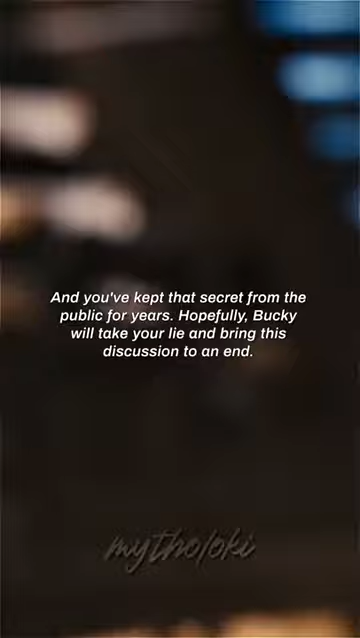 And you've kept that secret from the
public for years. Hopefully, Bucky
will take your lie and bring this
discussion to an end.
mytholoki